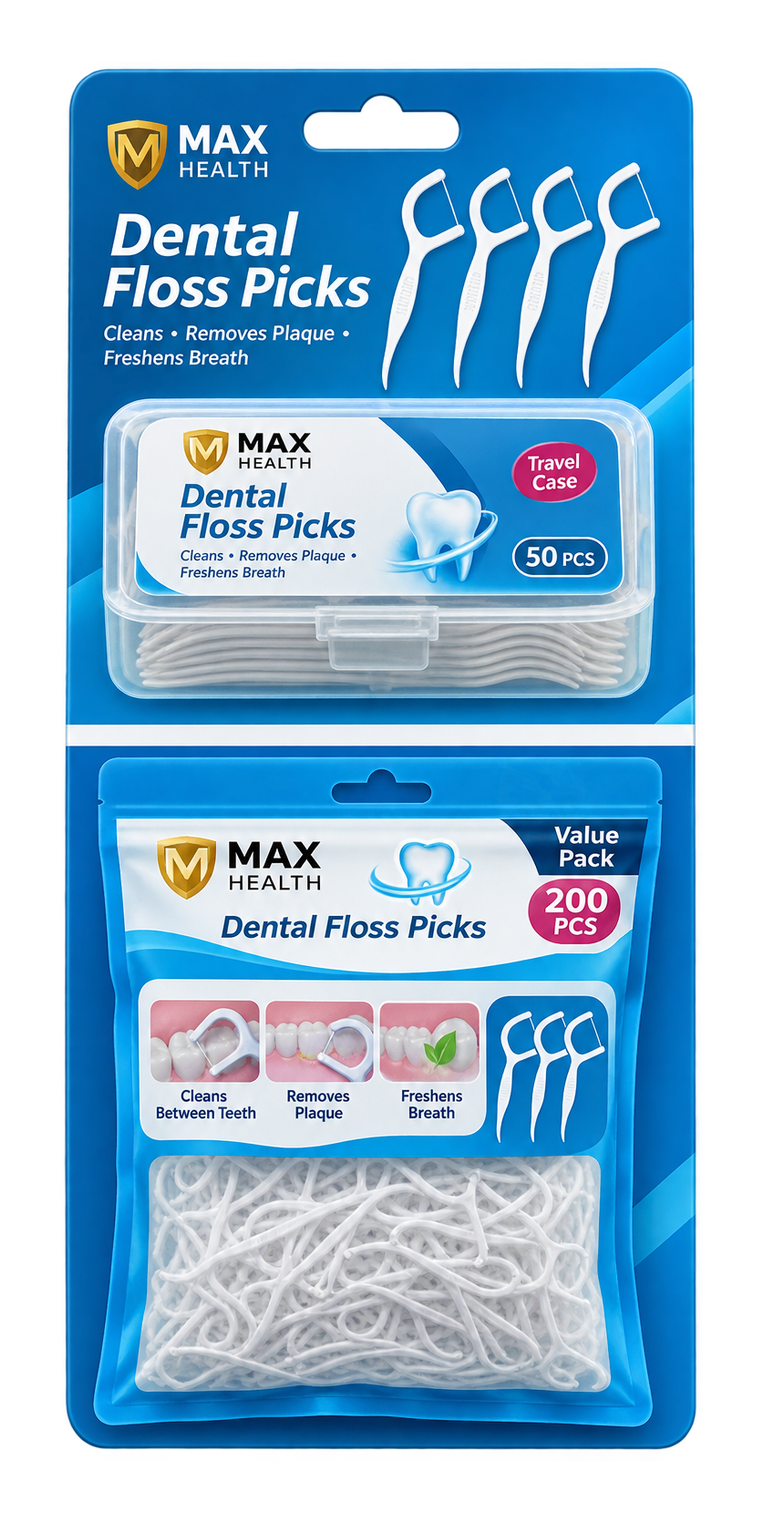 M
MAX
HEALTH
Dental
Floss Picks
Cleans • Removes Plaque •
Freshens Breath
M
MAX
HEALTH
Dental
Floss Picks
Cleans • Removes Plaque •
Freshens Breath
Travel
Case
50 PCS
M
MAX
HEALTH
Dental Floss Picks
Value
Pack
200
PCS
Cleans
Between Teeth
Removes
Plaque
Freshens
Breath